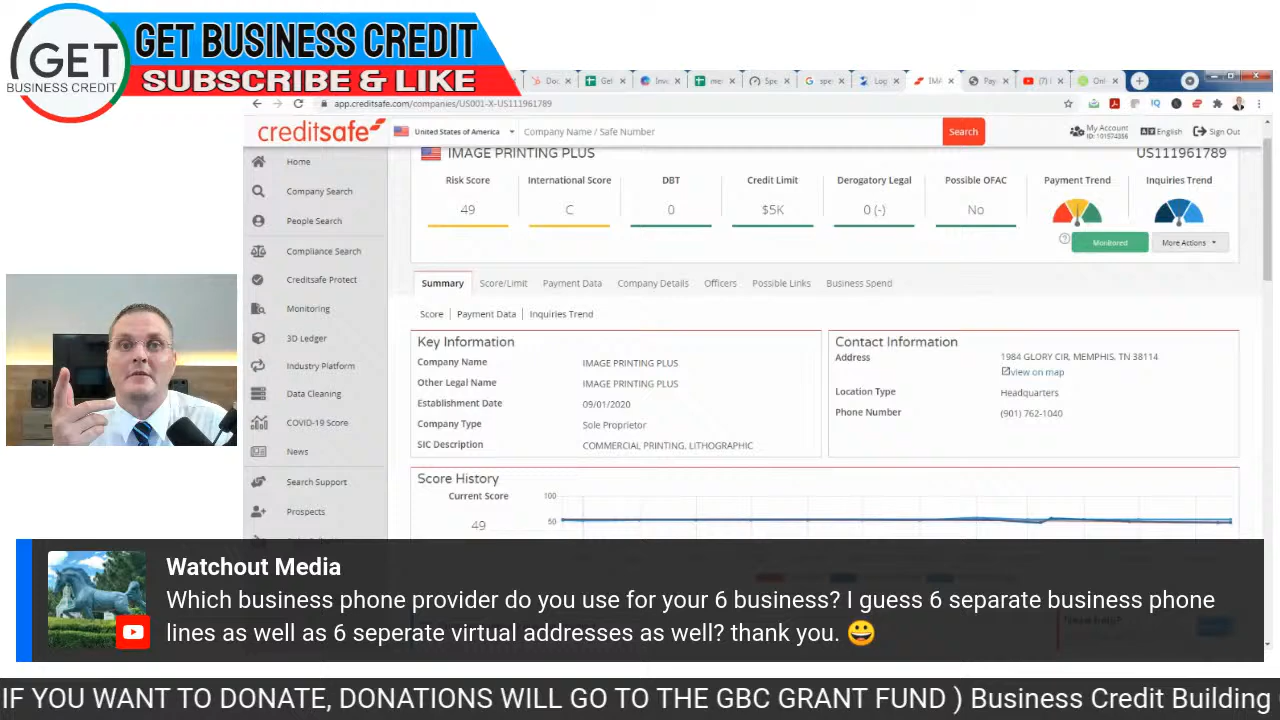 GET
BUSINESS CREDIT
GET BUSINESS CREDIT
SUBSCRIBE & LIKE
app.creditsafe.com/companies/US001-X-US111961789
creditsafe
United States of America
Company Name / Safe Number
Search
My Account
English
Sign Out
IMAGE PRINTING PLUS
US111961789
Risk Score
International Score
DBT
Credit Limit
Derogatory Legal
Possible OFAC
Payment Trend
Inquiries Trend
49
C
0
$5K
0 (-)
No
Monitored
More Actions
Home
Company Search
People Search
Compliance Search
Creditsafe Protect
Monitoring
3D Ledger
Industry Platform
Data Cleaning
COVID-19 Score
News
Search Support
Prospects
Summary
Score/Limit
Payment Data
Company Details
Officers
Possible Links
Business Spend
Score
Payment Data
Inquiries Trend
Key Information
Company Name IMAGE PRINTING PLUS
Other Legal Name IMAGE PRINTING PLUS
Establishment Date 09/01/2020
Company Type Sole Proprietor
SIC Description COMMERCIAL PRINTING, LITHOGRAPHIC
Contact Information
Address 1984 GLORY CIR, MEMPHIS, TN 38114
view on map
Location Type Headquarters
Phone Number (901) 762-1040
Score History
Current Score
49
100
50
Watchout Media
Which business phone provider do you use for your 6 business? I guess 6 separate business phone
lines as well as 6 seperate virtual addresses as well? thank you. 😀
IF YOU WANT TO DONATE, DONATIONS WILL GO TO THE GBC GRANT FUND ) Business Credit Building